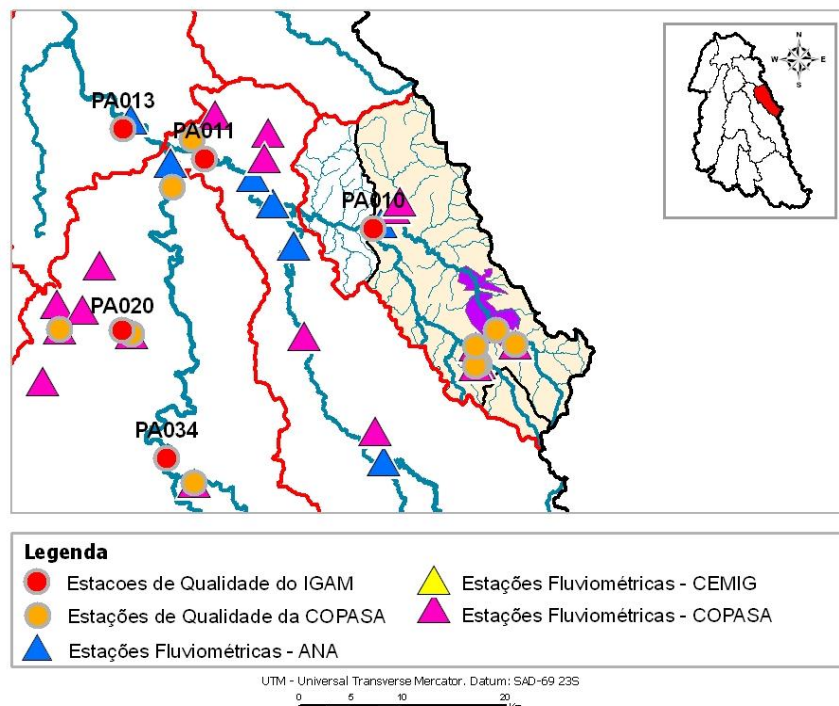 N
W E
S
PA013
PA011
PA010
PA020
PA034
Legenda
Estacoes de Qualidade do IGAM
Estações de Qualidade da COPASA
Estações Fluviométricas - ANA
Estações Fluviométricas - CEMIG
Estações Fluviométricas - COPASA
UTM - Universal Transverse Mercator. Datum: SAD-69 23S
0 5 10 20